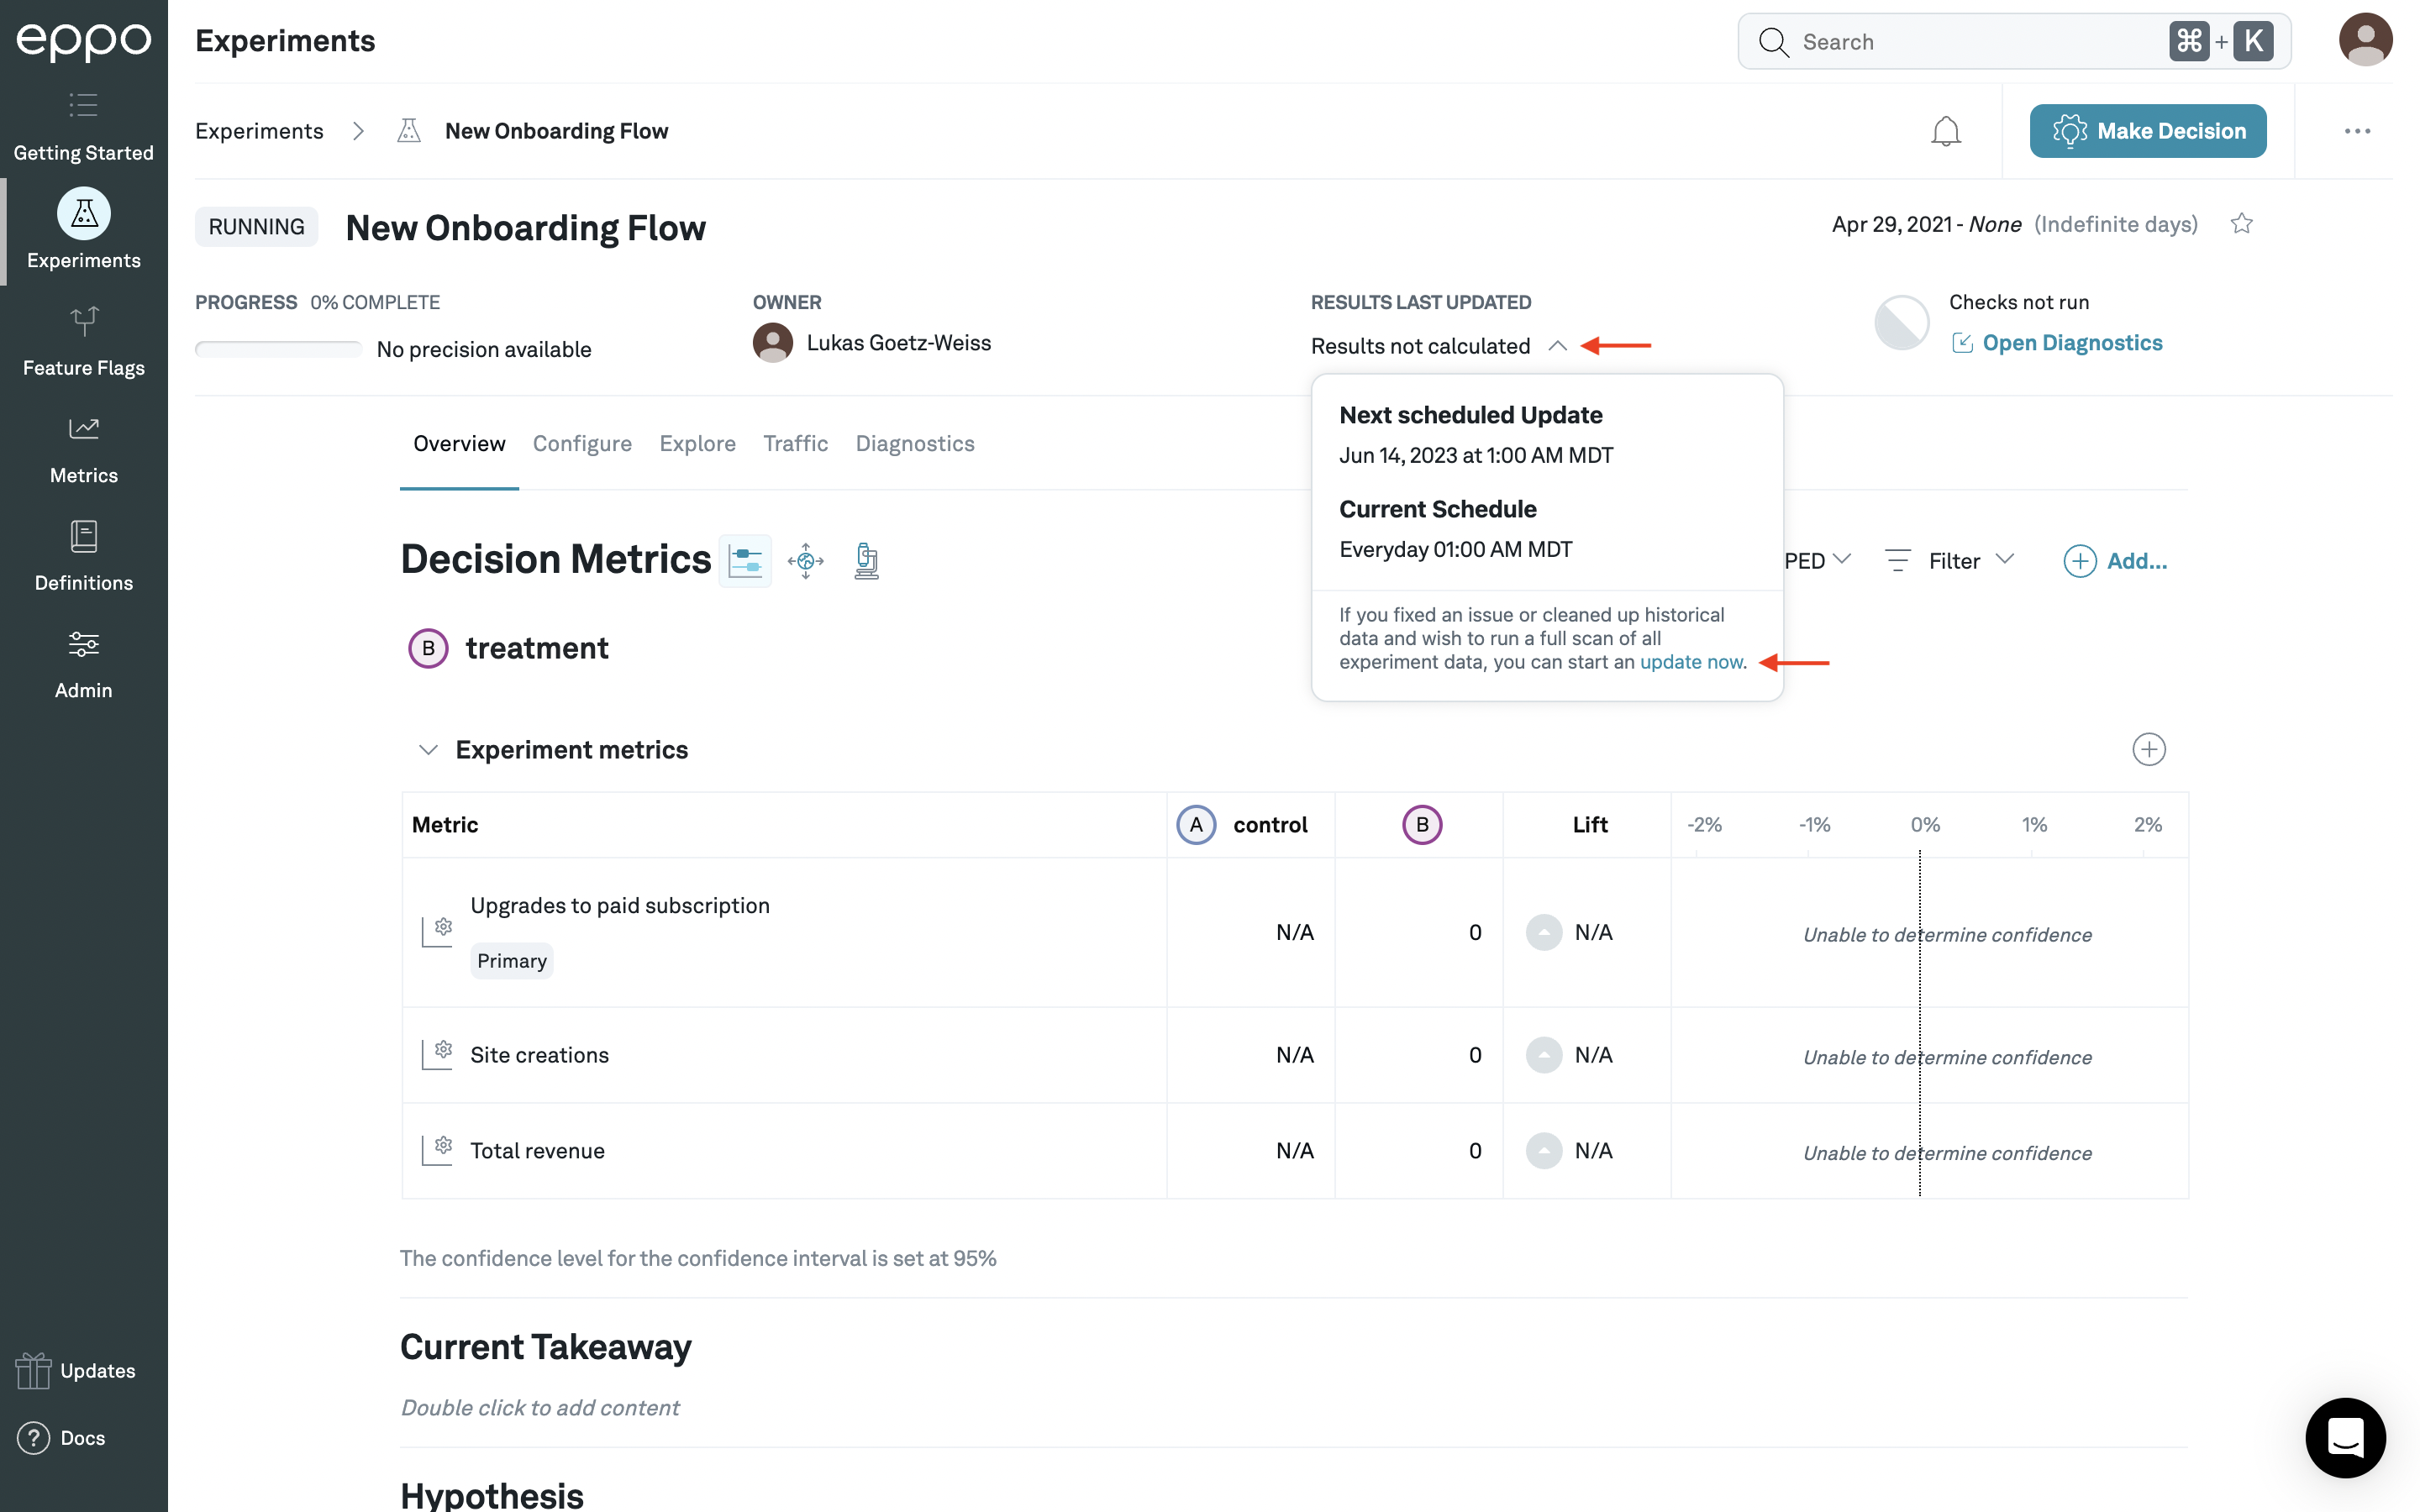 eppo
Getting Started
Experiments
Feature Flags
Metrics
Definitions
Admin
Updates
? Docs
Experiments
Search
⌘ + K
Experiments
New Onboarding Flow
Make Decision
RUNNING
New Onboarding Flow
Apr 29, 2021 - None (Indefinite days)
PROGRESS 0% COMPLETE
No precision available
OWNER
Lukas Goetz-Weiss
RESULTS LAST UPDATED
Results not calculated
Checks not run
Open Diagnostics
Next scheduled Update
Jun 14, 2023 at 1:00 AM MDT
Current Schedule
Everyday 01:00 AM MDT
If you fixed an issue or cleaned up historical
data and wish to run a full scan of all
experiment data, you can start an update now.
Overview Configure Explore Traffic Diagnostics
Decision Metrics
PED
Filter
Add...
B treatment
Experiment metrics
Metric A control B Lift -2% -1% 0% 1% 2%
Upgrades to paid subscription
Primary
N/A 0 N/A Unable to determine confidence
Site creations N/A 0 N/A Unable to determine confidence
Total revenue N/A 0 N/A Unable to determine confidence
The confidence level for the confidence interval is set at 95%
Current Takeaway
Double click to add content
Hypothesis